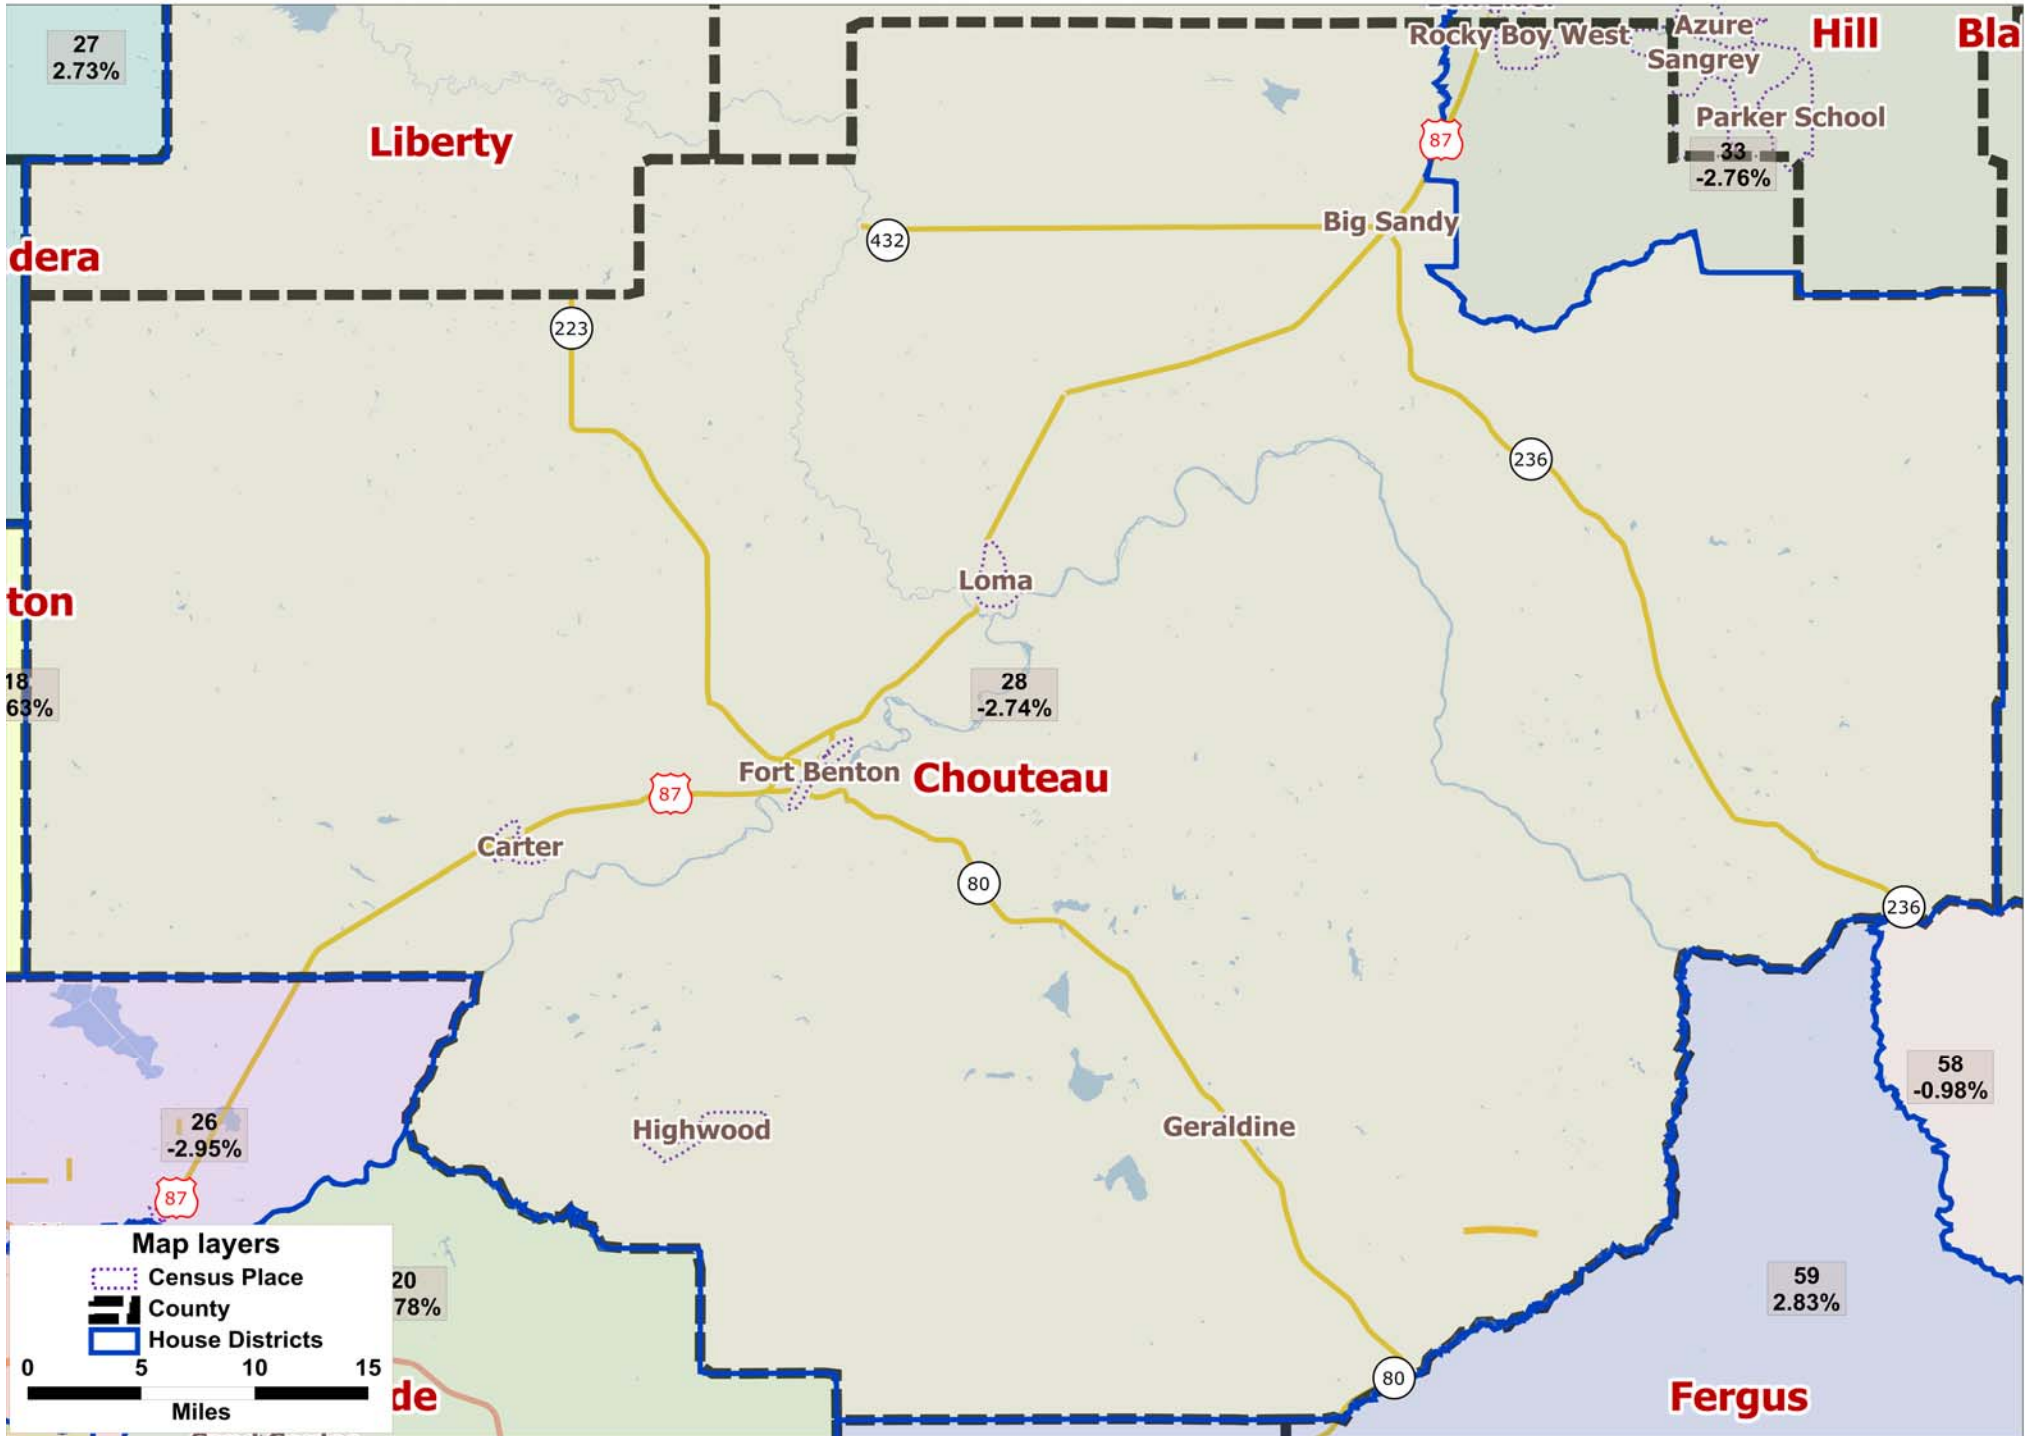 27
2.73%
Liberty
Rocky Boy West
Azure
Sangrey
Hill
Bla
Parker School
87
33
-2.76%
Big Sandy
432
dera
223
236
Loma
ton
18
63%
28
-2.74%
Fort Benton
Chouteau
87
Carter
80
236
58
-0.98%
26
-2.95%
Highwood
Geraldine
87
20
78%
59
2.83%
Map layers
Census Place
County
House Districts
0 5 10 15
Miles
de
80
Fergus